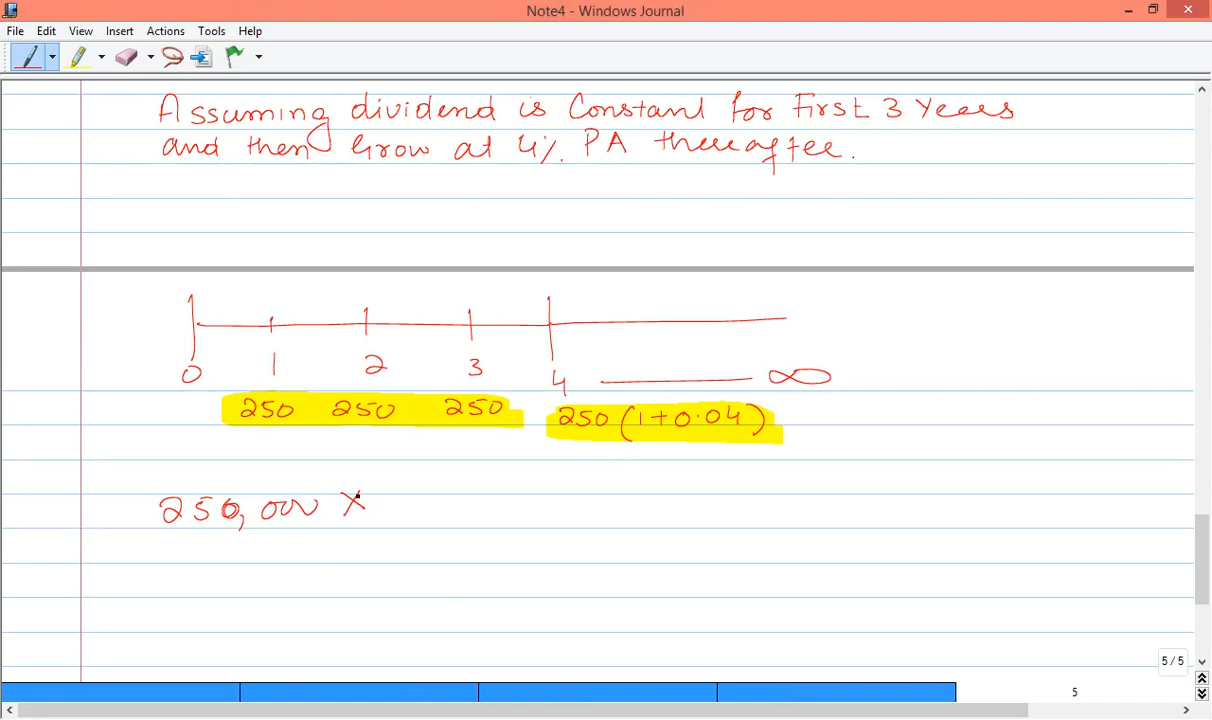 Note4 - Windows Journal
File Edit View Insert Actions Tools Help
Assuming dividend is Constant for First 3 Years
and then Grow at 4%. PA thereafter.
0 1 2 3 4 ∞
250 250 250 250 (1+0.04)
250,000 X
5 / 5
5